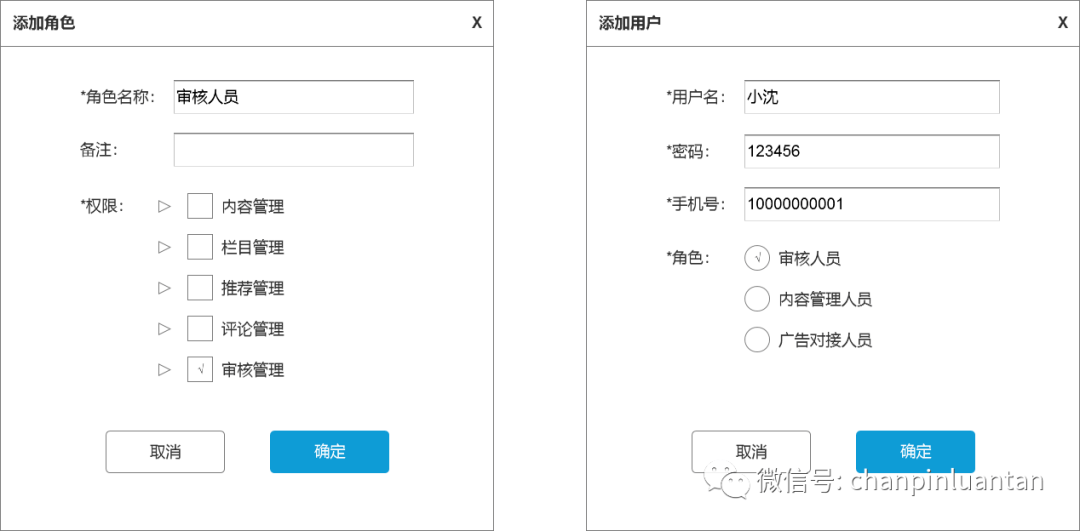 添加角色 X
*角色名称： 审核人员
备注：
*权限： ▷ 内容管理
▷ 栏目管理
▷ 推荐管理
▷ 评论管理
▷ √ 审核管理
取消 确定
添加用户 X
*用户名： 小沈
*密码： 123456
*手机号： 10000000001
*角色： √ 审核人员
内容管理人员
广告对接人员
取消 确定
微信号: chanpinluantan